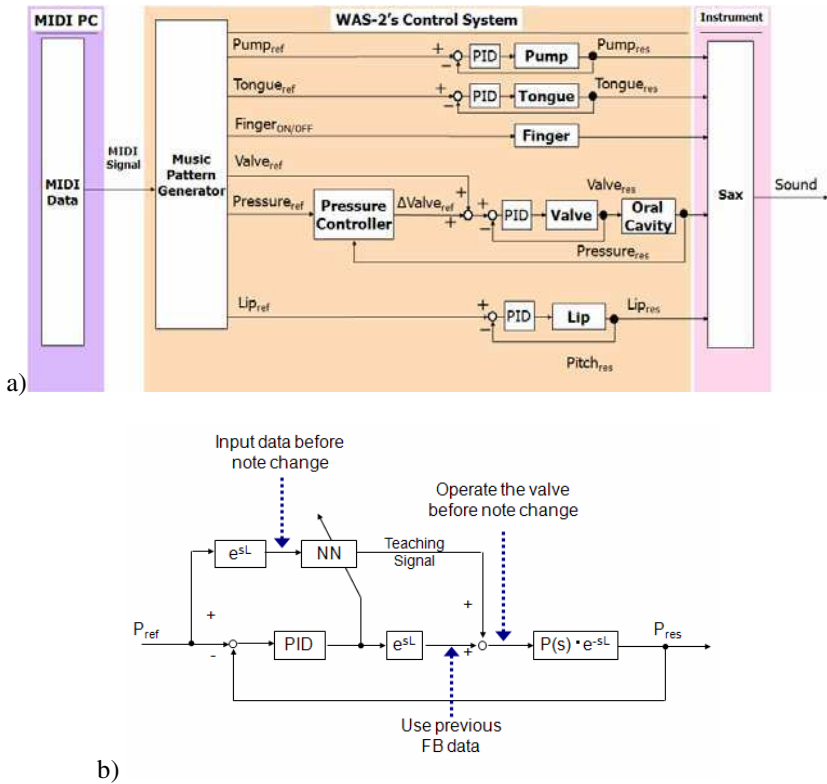 MIDI PC
WAS-2's Control System
Instrument
MIDI Data
MIDI Signal
Music Pattern Generator
Pump_ref
+
−
PID
Pump
Pump_res
Tongue_ref
+
−
PID
Tongue
Tongue_res
Finger_ON/OFF
Finger
Valve_ref
Pressure_ref
Pressure Controller
ΔValve_ref
+
+
+
−
PID
Valve
Valve_res
Oral Cavity
Pressure_res
Lip_ref
+
−
PID
Lip
Lip_res
Pitch_res
Sax
Sound
a)
Input data before
note change
Operate the valve
before note change
e^sL
NN
Teaching
Signal
+
+
P_ref
-
PID
e^sL
+
P(s)・e^-sL
P_res
Use previous
FB data
b)